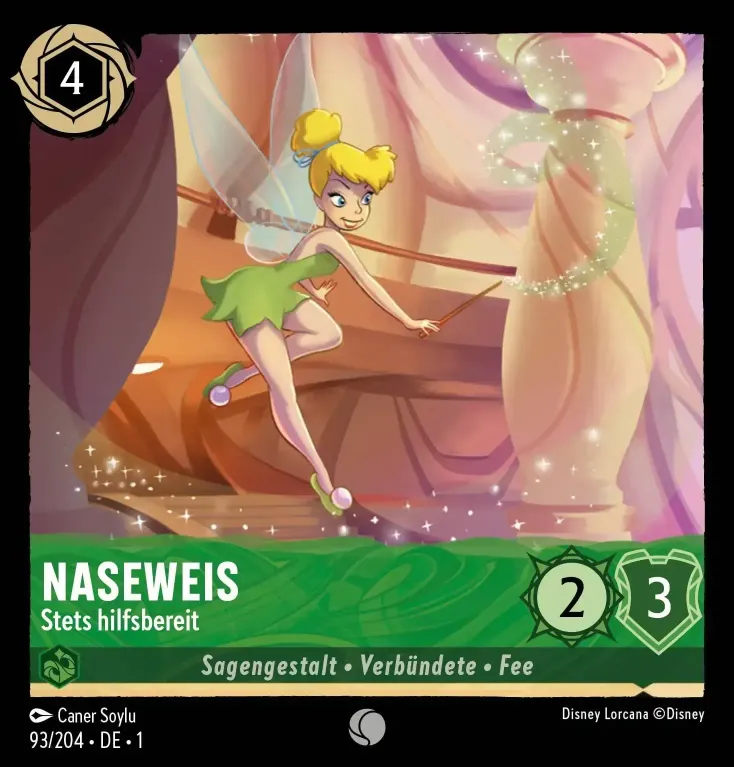 4
NASEWEIS
Stets hilfsbereit
2
3
Sagengestalt • Verbündete • Fee
Caner Soylu
Disney Lorcana ©Disney
93/204 • DE • 1